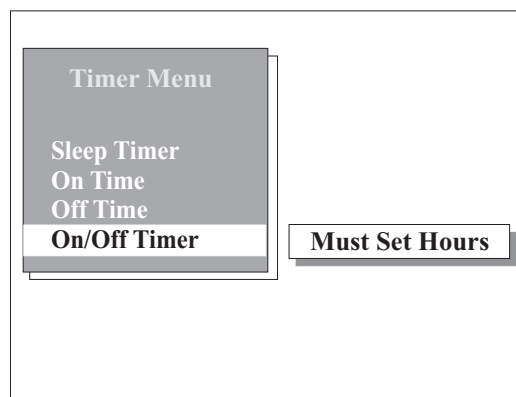 Timer Menu
Sleep Timer
On Time
Off Time
On/Off Timer
Must Set Hours